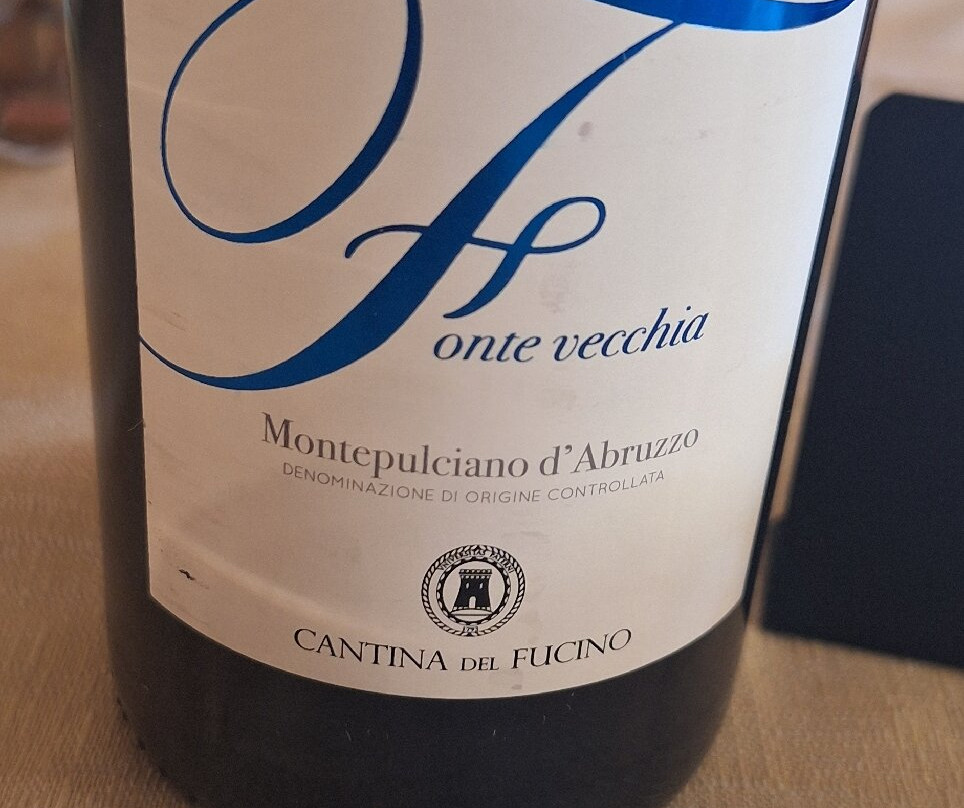 Fonte vecchia
Montepulciano d'Abruzzo
DENOMINAZIONE DI ORIGINE CONTROLLATA
CANTINA DEL FUCINO